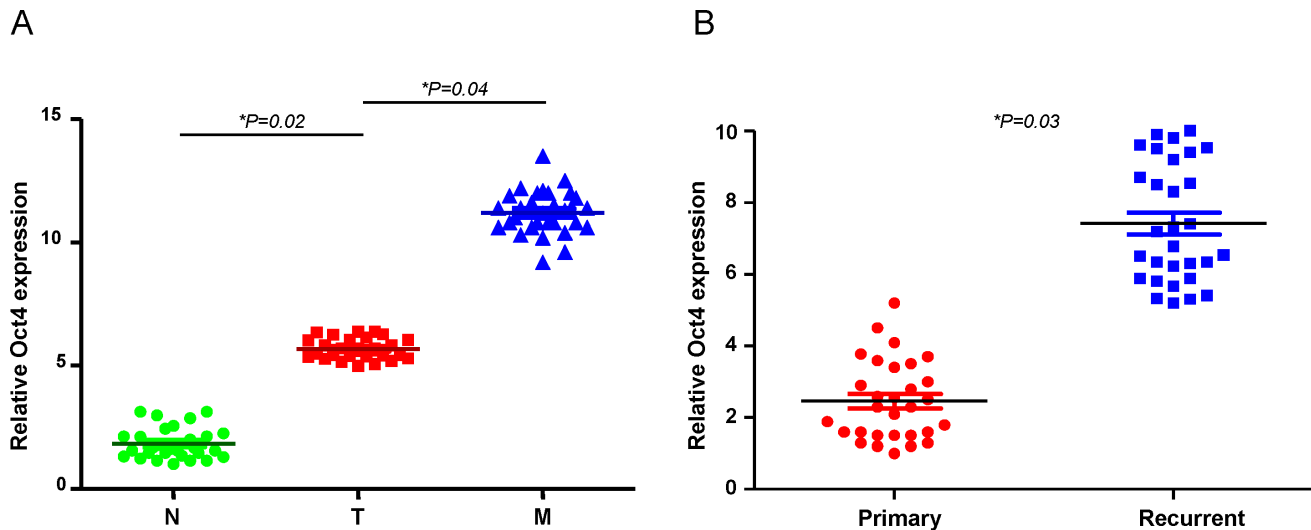 A
Relative Oct4 expression
15
10
5
0
*P=0.02
*P=0.04
N
T
M
B
Relative Oct4 expression
10
8
6
4
2
0
*P=0.03
Primary
Recurrent